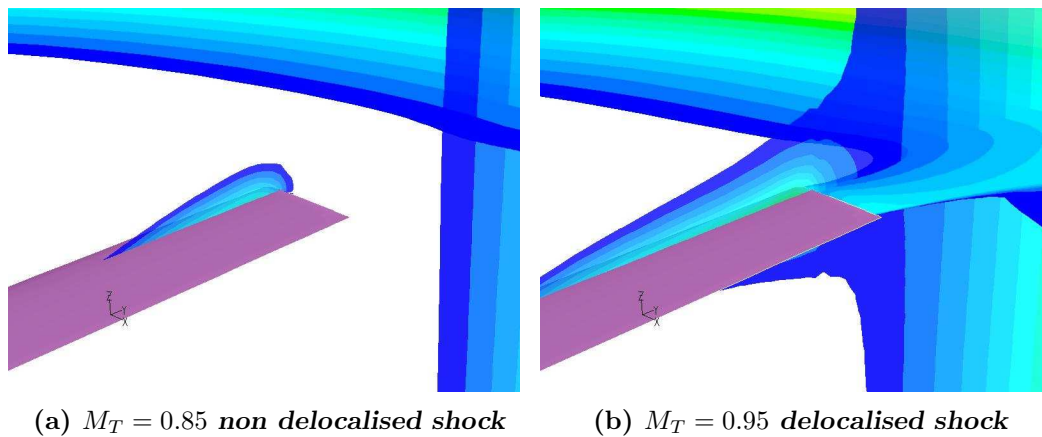 Z
Y
X
Z
Y
X
(a) M_T = 0.85 non delocalised shock
(b) M_T = 0.95 delocalised shock